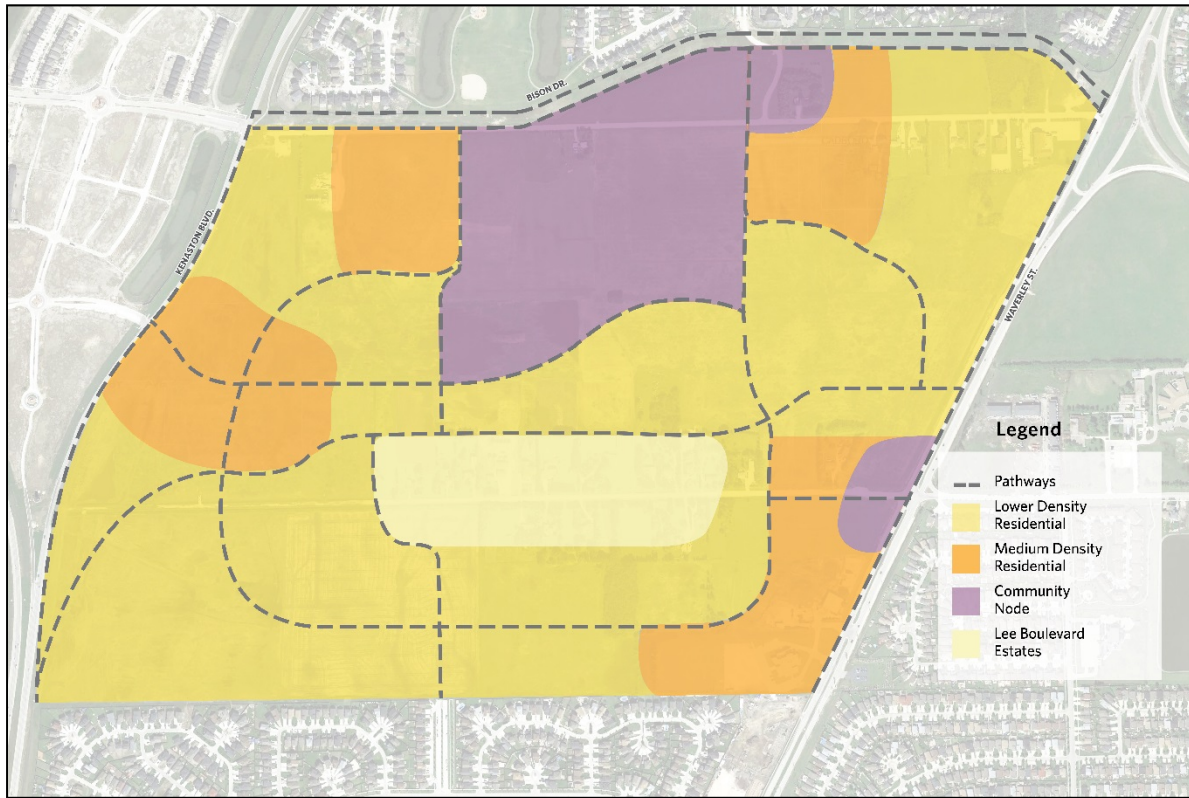 BISON DR.
KENASTON BLVD.
WAVERLEY ST.
Legend
Pathways
Lower Density
Residential
Medium Density
Residential
Community
Node
Lee Boulevard
Estates